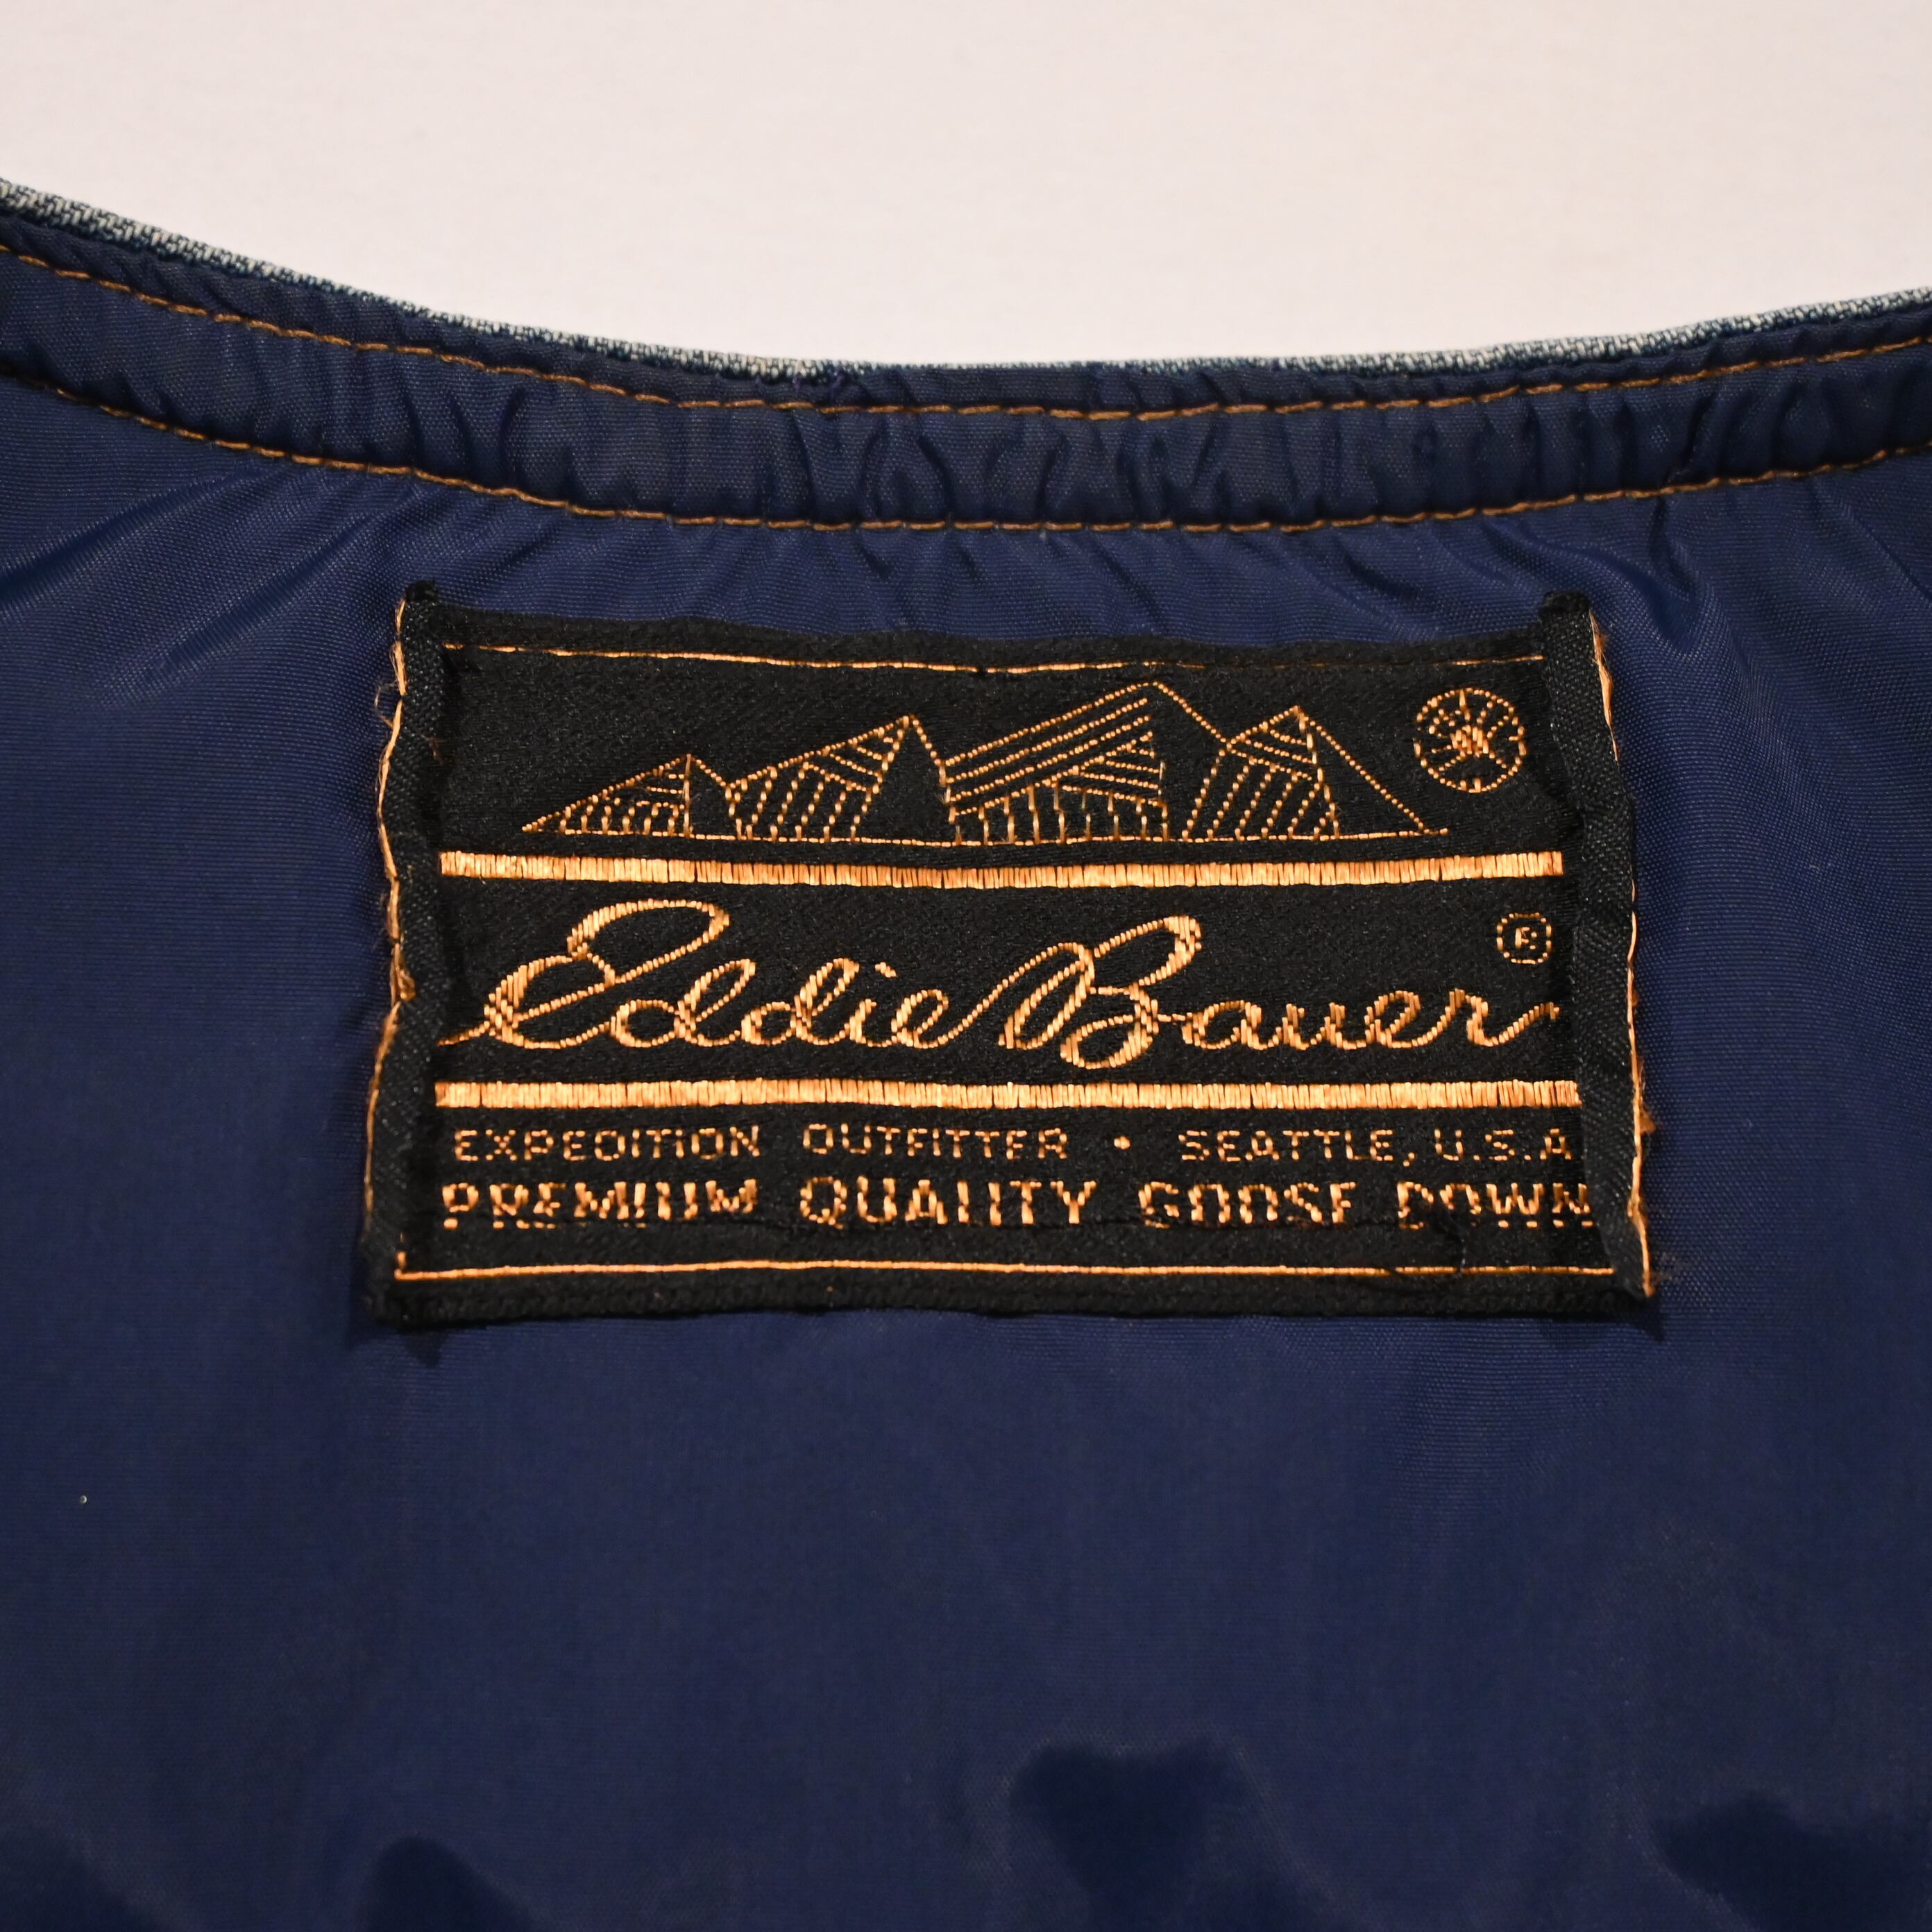 Eddie Bauer ®
EXPEDITION OUTFITTER • SEATTLE, U.S.A
PREMIUM QUALITY GOOSE DOWN